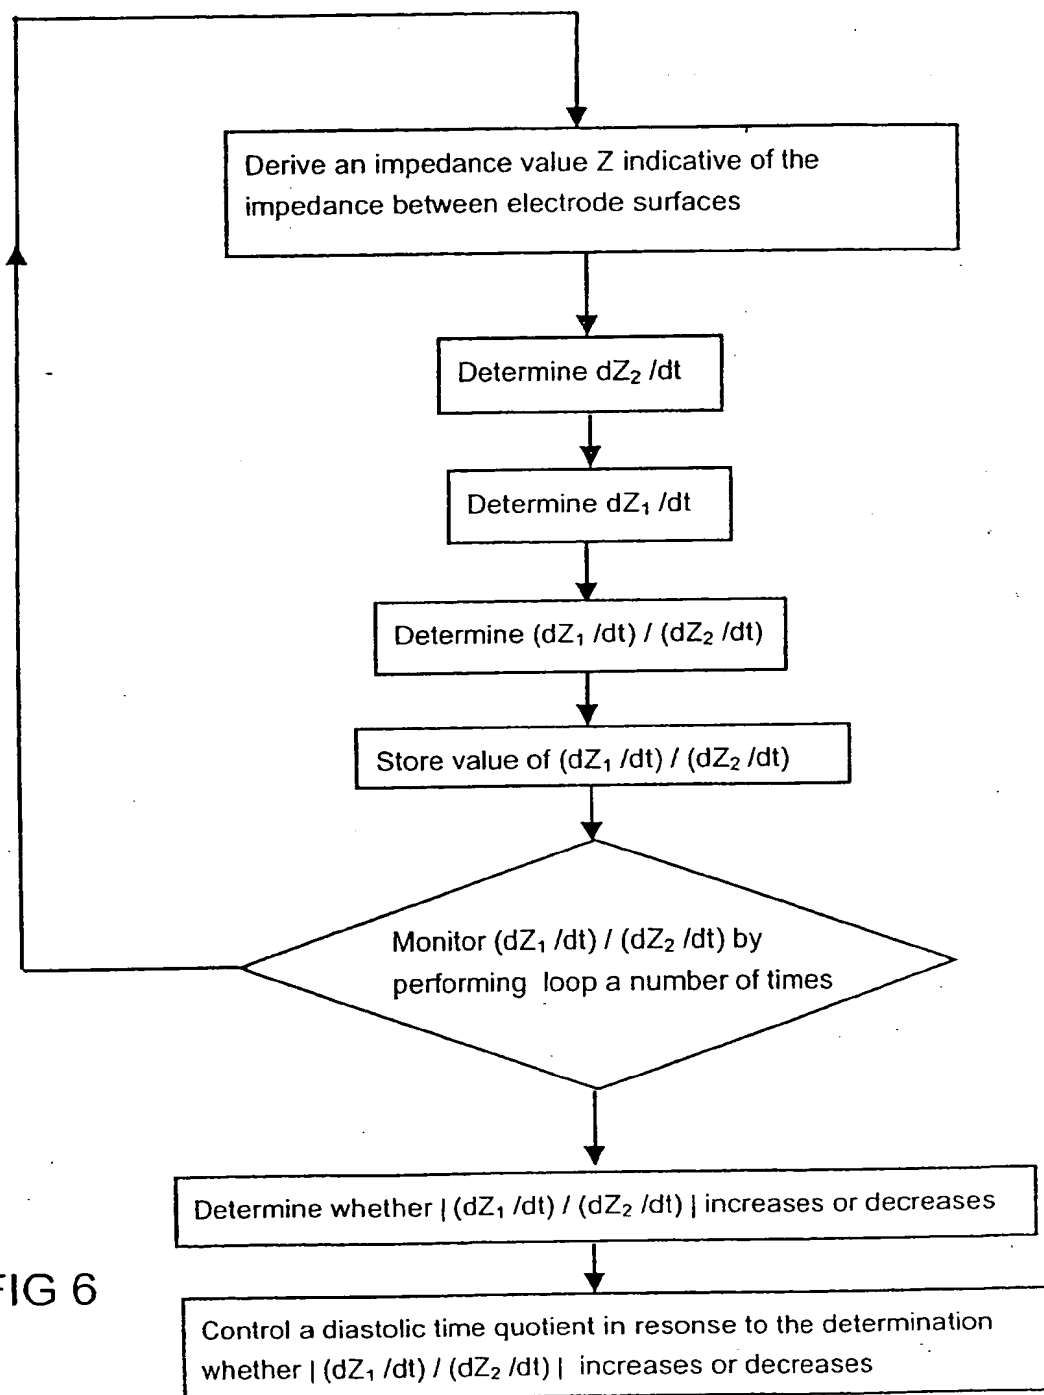 Derive an impedance value Z indicative of the
impedance between electrode surfaces
Determine dZ₂ /dt
Determine dZ₁ /dt
Determine (dZ₁ /dt) / (dZ₂ /dt)
Store value of (dZ₁ /dt) / (dZ₂ /dt)
Monitor (dZ₁ /dt) / (dZ₂ /dt) by
performing loop a number of times
Determine whether | (dZ₁ /dt) / (dZ₂ /dt) | increases or decreases
FIG 6
Control a diastolic time quotient in resonse to the determination
whether | (dZ₁ /dt) / (dZ₂ /dt) | increases or decreases